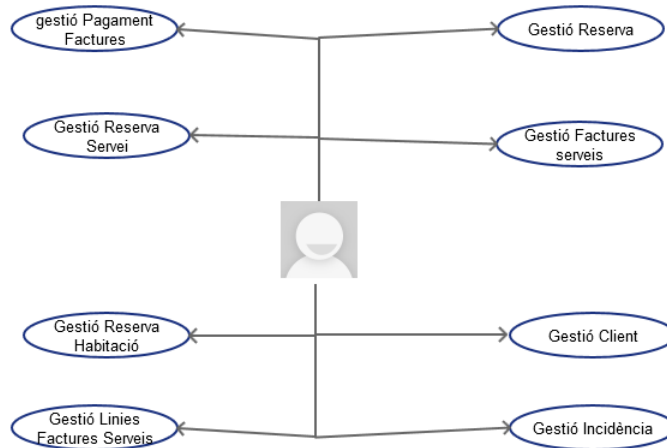 gestió Pagament
Factures
Gestió Reserva
Gestió Reserva
Servei
Gestió Factures
serveis
Gestió Reserva
Habitació
Gestió Client
Gestió Linies
Factures Serveis
Gestió Incidència